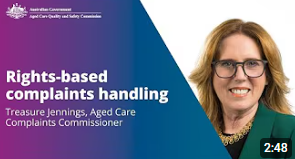 Australian Government
Aged Care Quality and Safety Commission
Rights-based
complaints handling
Treasure Jennings, Aged Care
Complaints Commissioner
2:48